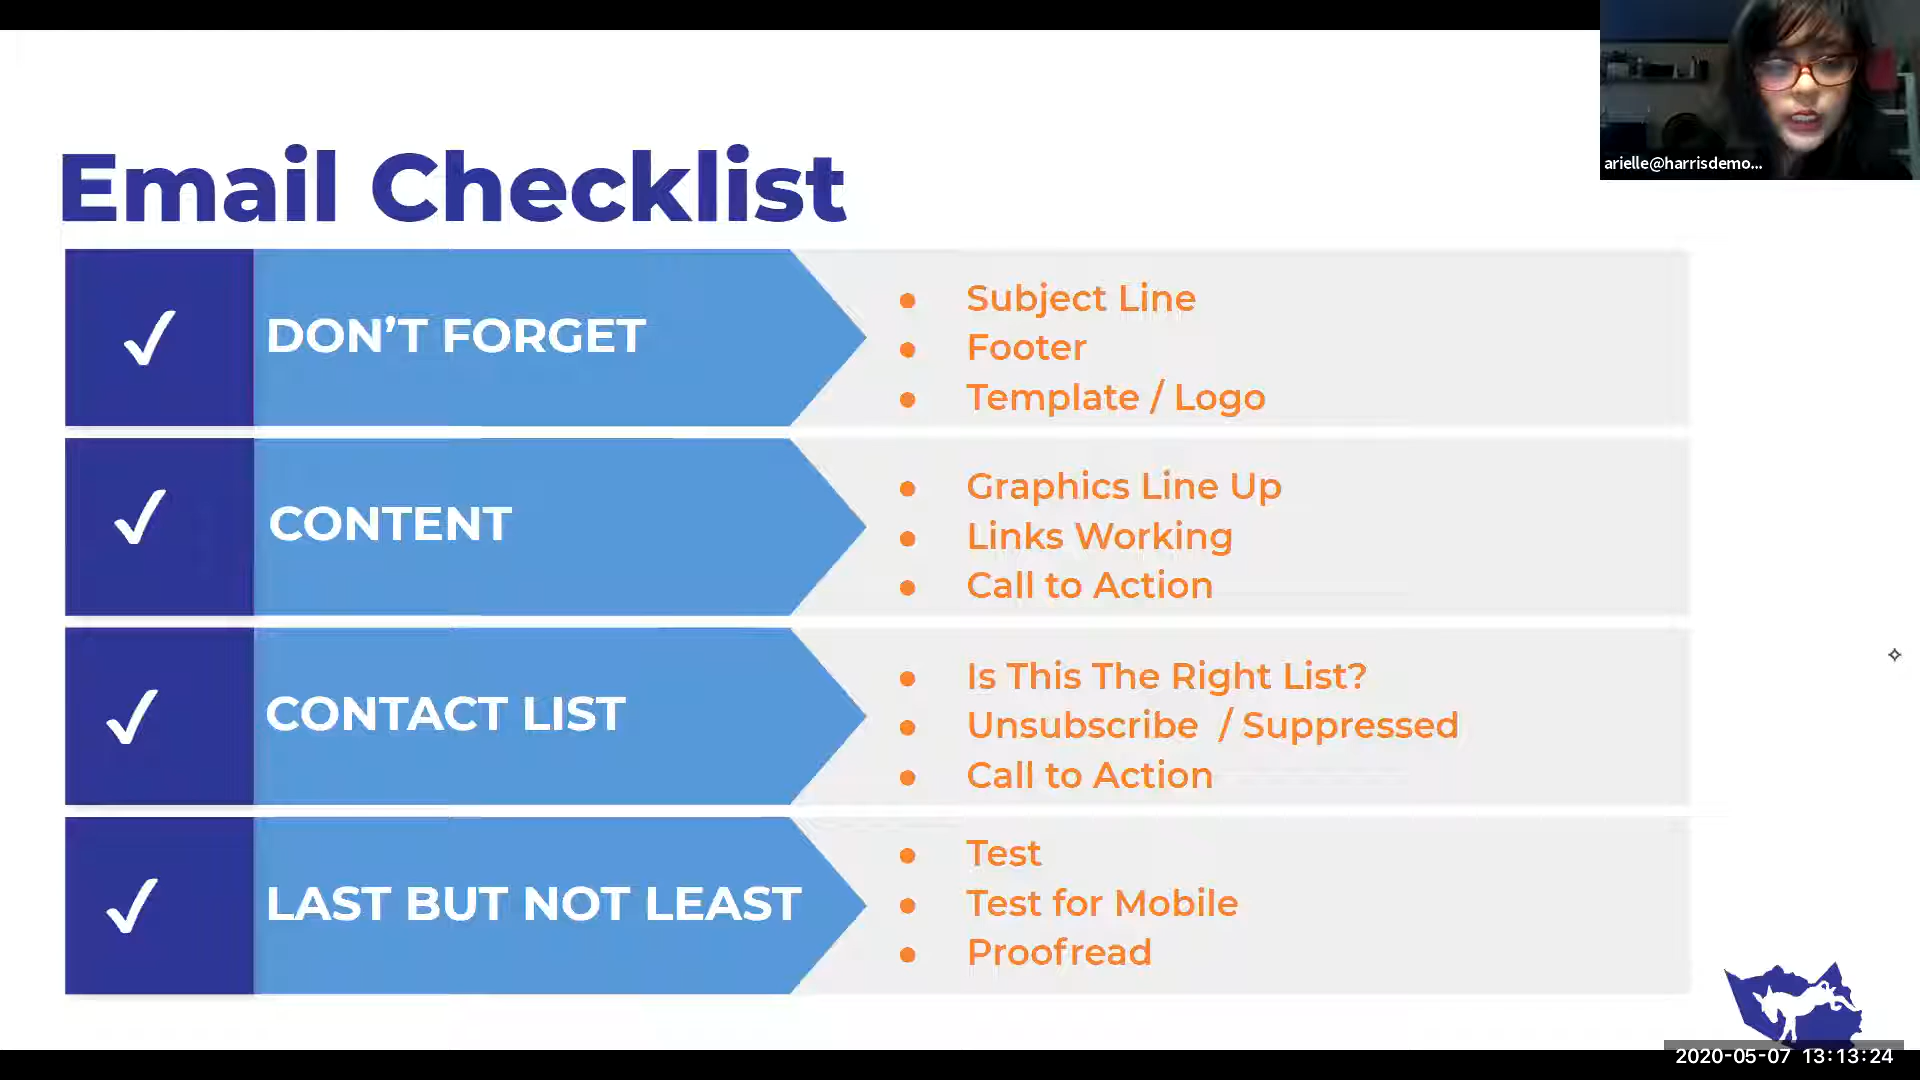 arielle@harrisdemo...
Email Checklist
✓ DON’T FORGET
● Subject Line
● Footer
● Template / Logo
✓ CONTENT
● Graphics Line Up
● Links Working
● Call to Action
✓ CONTACT LIST
● Is This The Right List?
● Unsubscribe / Suppressed
● Call to Action
✓ LAST BUT NOT LEAST
● Test
● Test for Mobile
● Proofread
2020-05-07 13:13:24